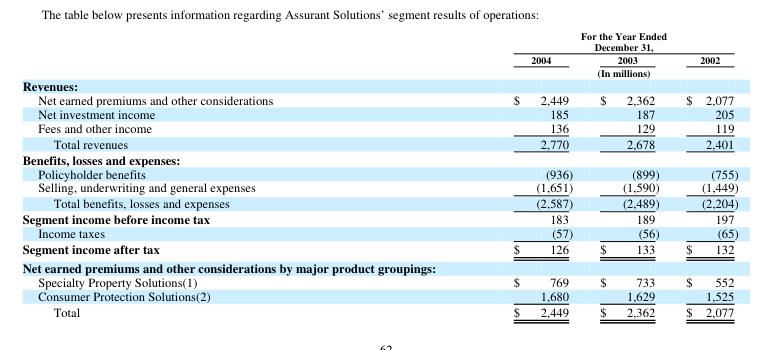 The table below presents information regarding Assurant Solutions' segment results of operations:
For the Year Ended
December 31,
2004 2003 2002
(In millions)
Revenues:
Net earned premiums and other considerations $ 2,449 $ 2,362 $ 2,077
Net investment income 185 187 205
Fees and other income 136 129 119
Total revenues 2,770 2,678 2,401
Benefits, losses and expenses:
Policyholder benefits (936) (899) (755)
Selling, underwriting and general expenses (1,651) (1,590) (1,449)
Total benefits, losses and expenses (2,587) (2,489) (2,204)
Segment income before income tax 183 189 197
Income taxes (57) (56) (65)
Segment income after tax $ 126 $ 133 $ 132
Net earned premiums and other considerations by major product groupings:
Specialty Property Solutions(1) $ 769 $ 733 $ 552
Consumer Protection Solutions(2) 1,680 1,629 1,525
Total $ 2,449 $ 2,362 $ 2,077